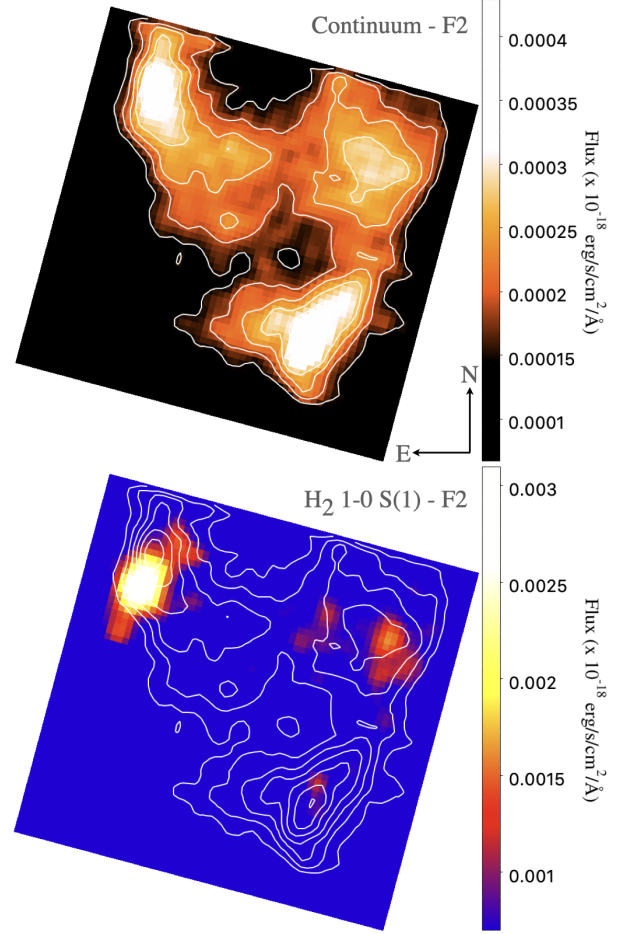 Continuum - F2
0.0004
0.00035
0.0003
0.00025
0.0002
0.00015
0.0001
Flux (x 10⁻¹⁸ erg/s/cm²/Å)
N
E
H₂ 1-0 S(1) - F2
0.003
0.0025
0.002
0.0015
0.001
Flux (x 10⁻¹⁸ erg/s/cm²/Å)